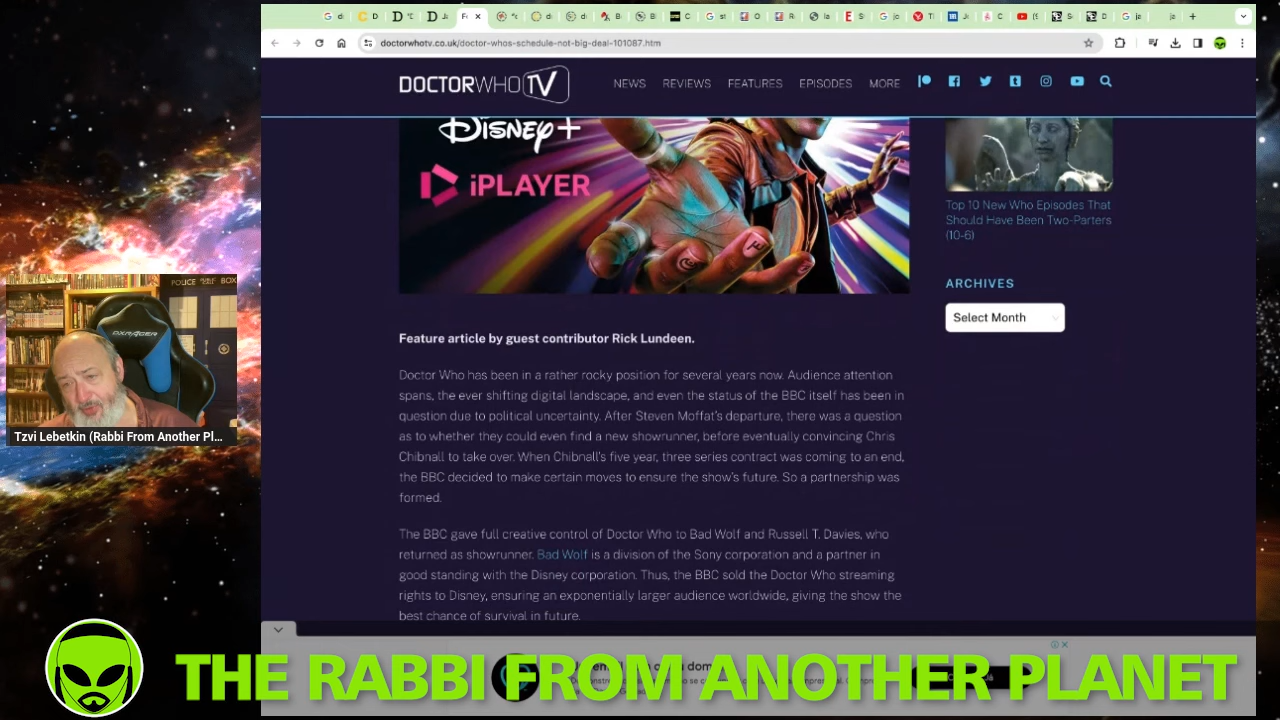 doctorwhotv.co.uk/doctor-whos-schedule-not-big-deal-101087.htm
DOCTORWHOTV
NEWS REVIEWS FEATURES EPISODES MORE
DISNEY+
iPLAYER
Top 10 New Who Episodes That
Should Have Been Two-Parters
(10-6)
ARCHIVES
Select Month
Feature article by guest contributor Rick Lundeen.
Doctor Who has been in a rather rocky position for several years now. Audience attention
spans, the ever shifting digital landscape, and even the status of the BBC itself has been in
question due to political uncertainty. After Steven Moffat's departure, there was a question
as to whether they could even find a new showrunner, before eventually convincing Chris
Chibnall to take over. When Chibnall's five year, three series contract was coming to an end,
the BBC decided to make certain moves to ensure the show's future. So a partnership was
formed.
The BBC gave full creative control of Doctor Who to Bad Wolf and Russell T. Davies, who
returned as showrunner. Bad Wolf is a division of the Sony corporation and a partner in
good standing with the Disney corporation. Thus, the BBC sold the Doctor Who streaming
rights to Disney, ensuring an exponentially larger audience worldwide, giving the show the
best chance of survival in future.
POLICE BOX
DXRACER
Tzvi Lebetkin (Rabbi From Another Pl...
THE RABBI FROM ANOTHER PLANET